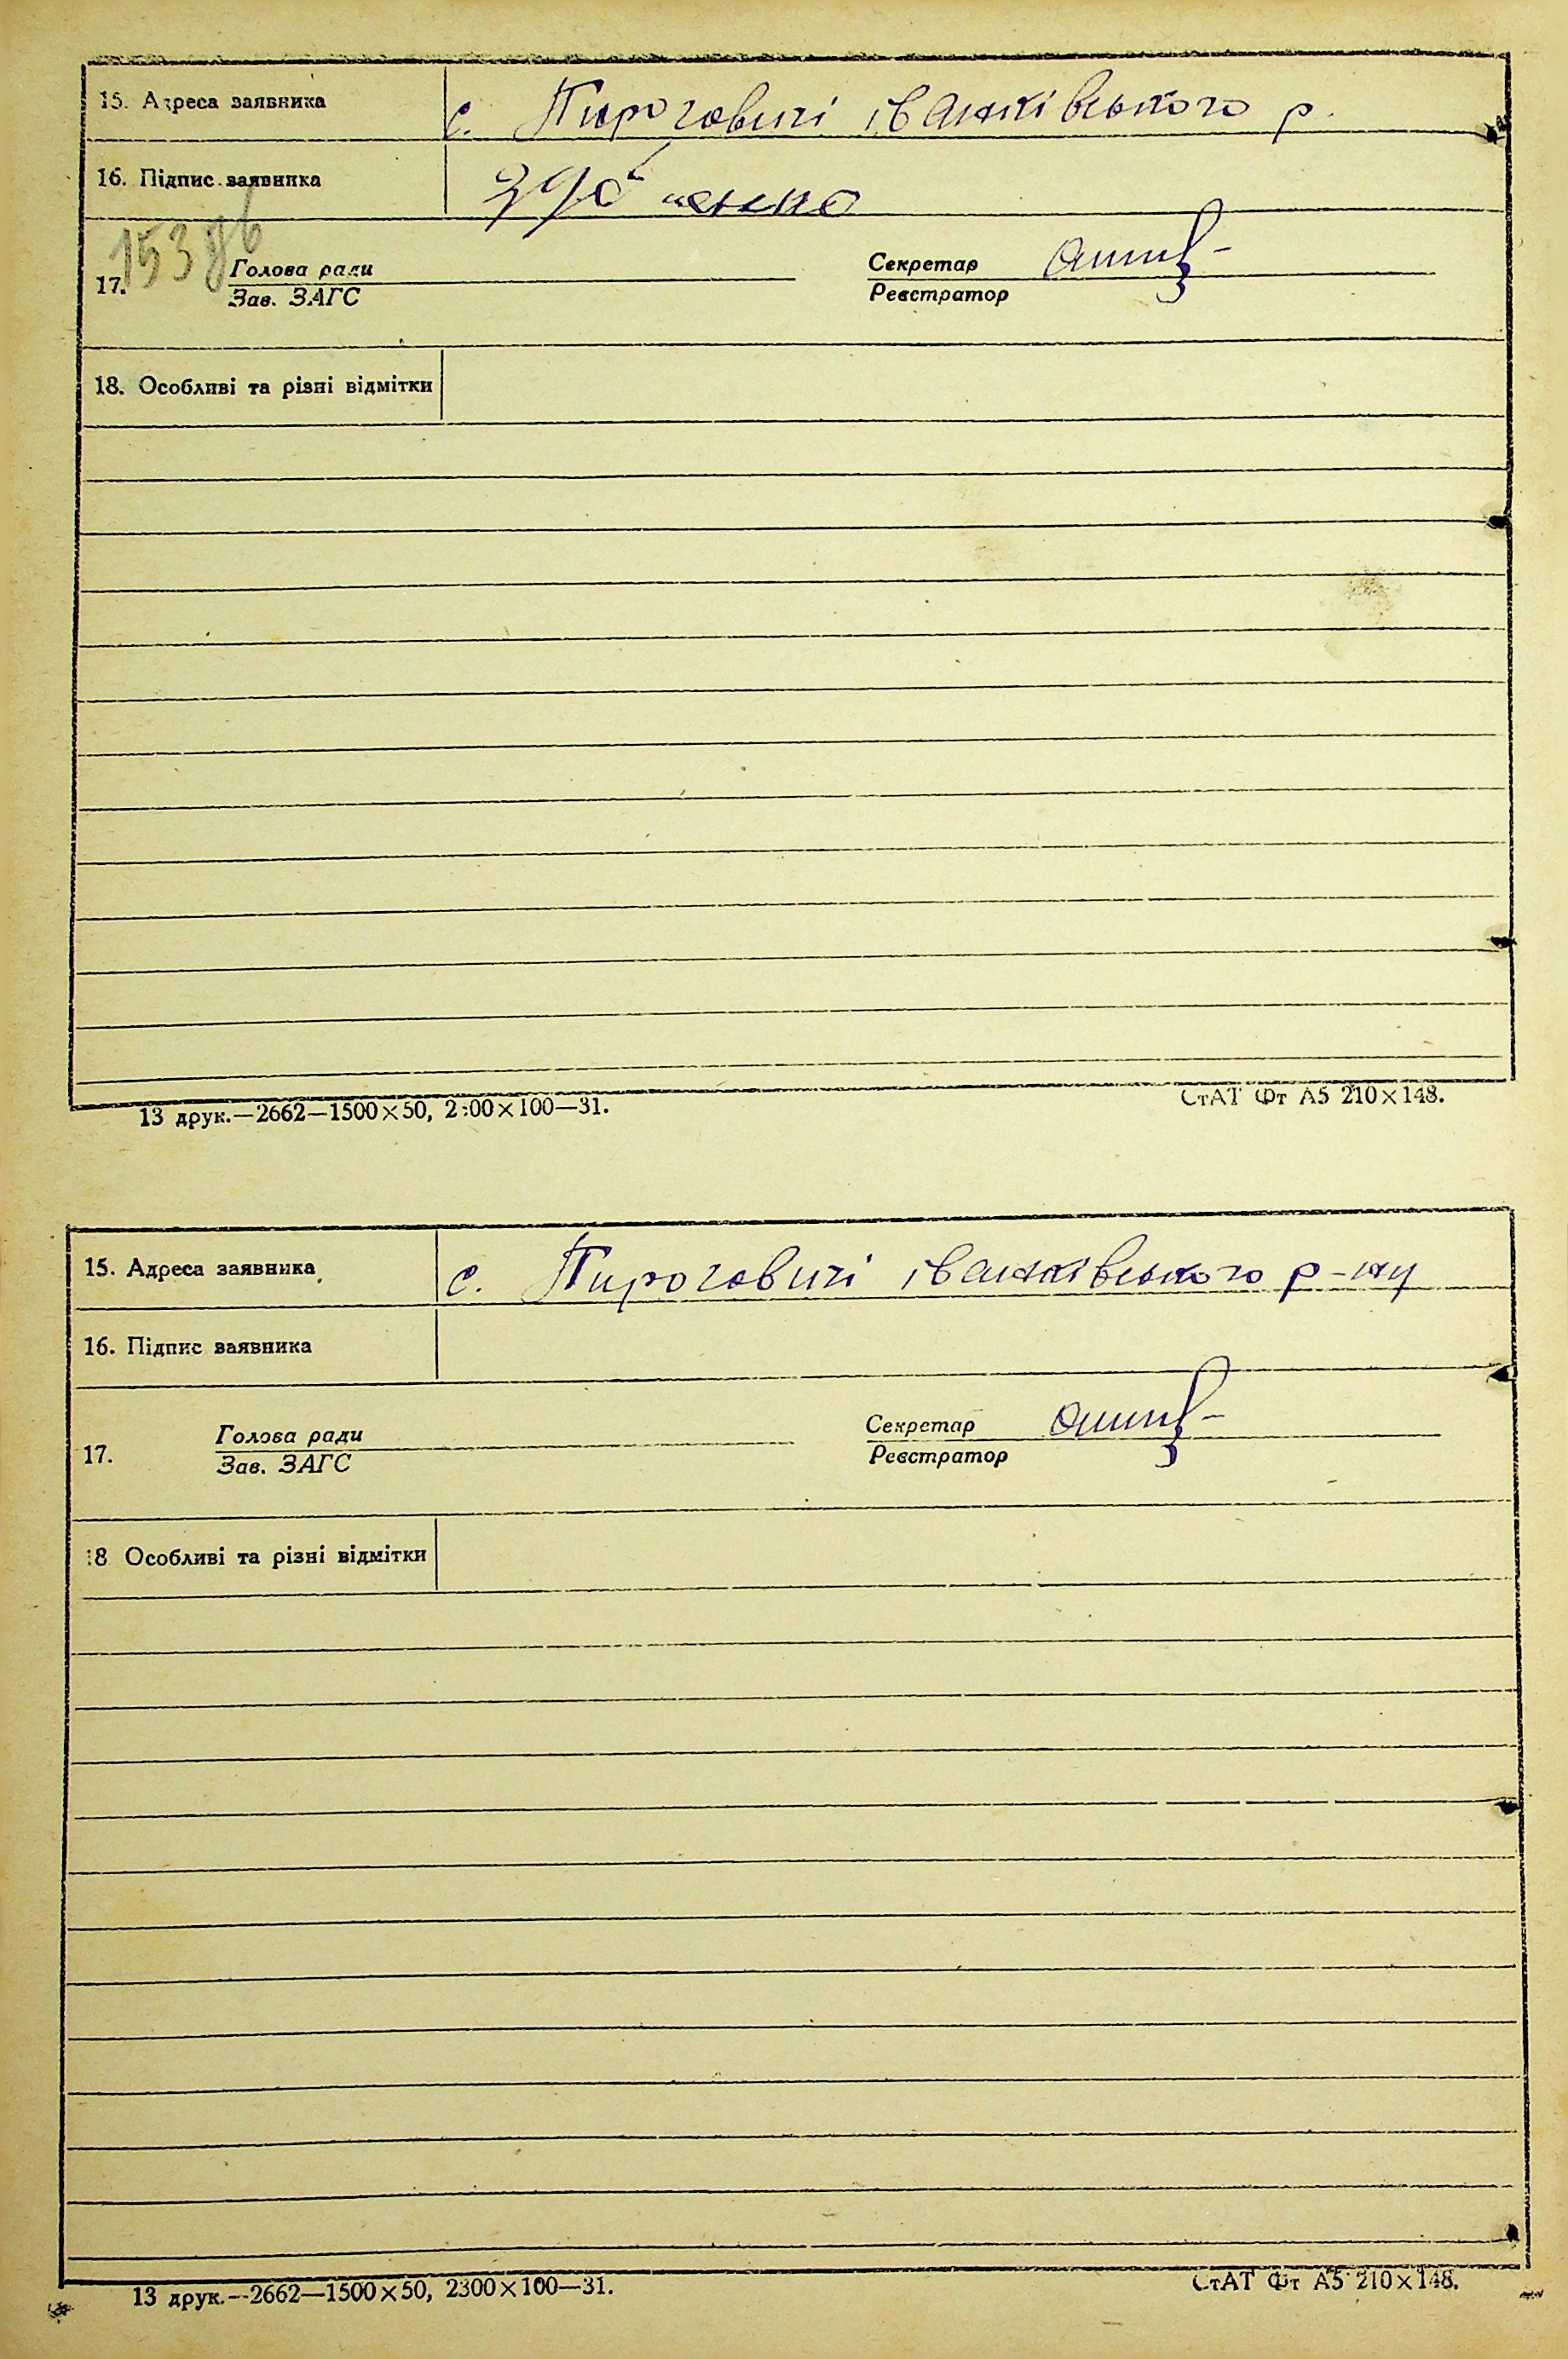 15. Адреса заявника с. Пироговичі іванківського р.
16. Підпис заявника
153
17. Голова ради Секретар
Зав. ЗАГС Реєстратор
18. Особливі та різні відмітки
13 друк.—2662—1500×50, 2300×100—31. СтАТ Фт А5 210×148.
15. Адреса заявника с. Пироговичі іванківського р-ну
16. Підпис заявника
17. Голова ради Секретар
Зав. ЗАГС Реєстратор
18 Особливі та різні відмітки
13 друк.—2662—1500×50, 2300×100—31. СтАТ Фт А5 210×148.